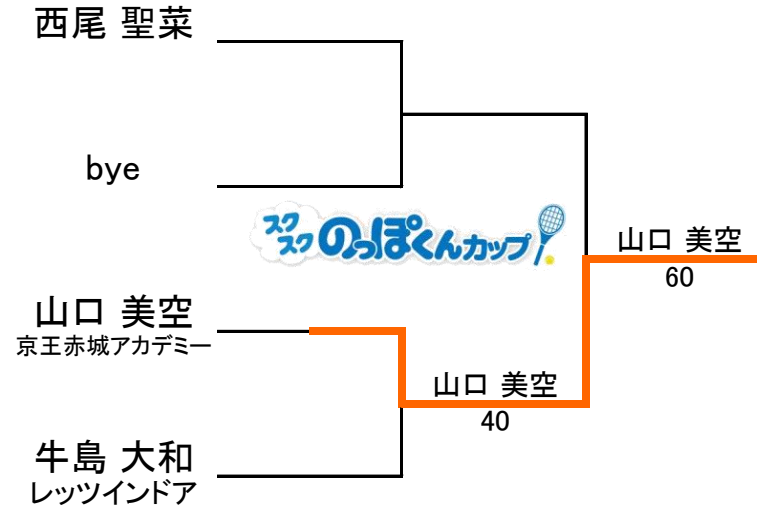 西尾 聖菜
bye
スクスク のっぽくんカップ
山口 美空
60
山口 美空
京王赤城アカデミー
山口 美空
40
牛島 大和
レッツインドア